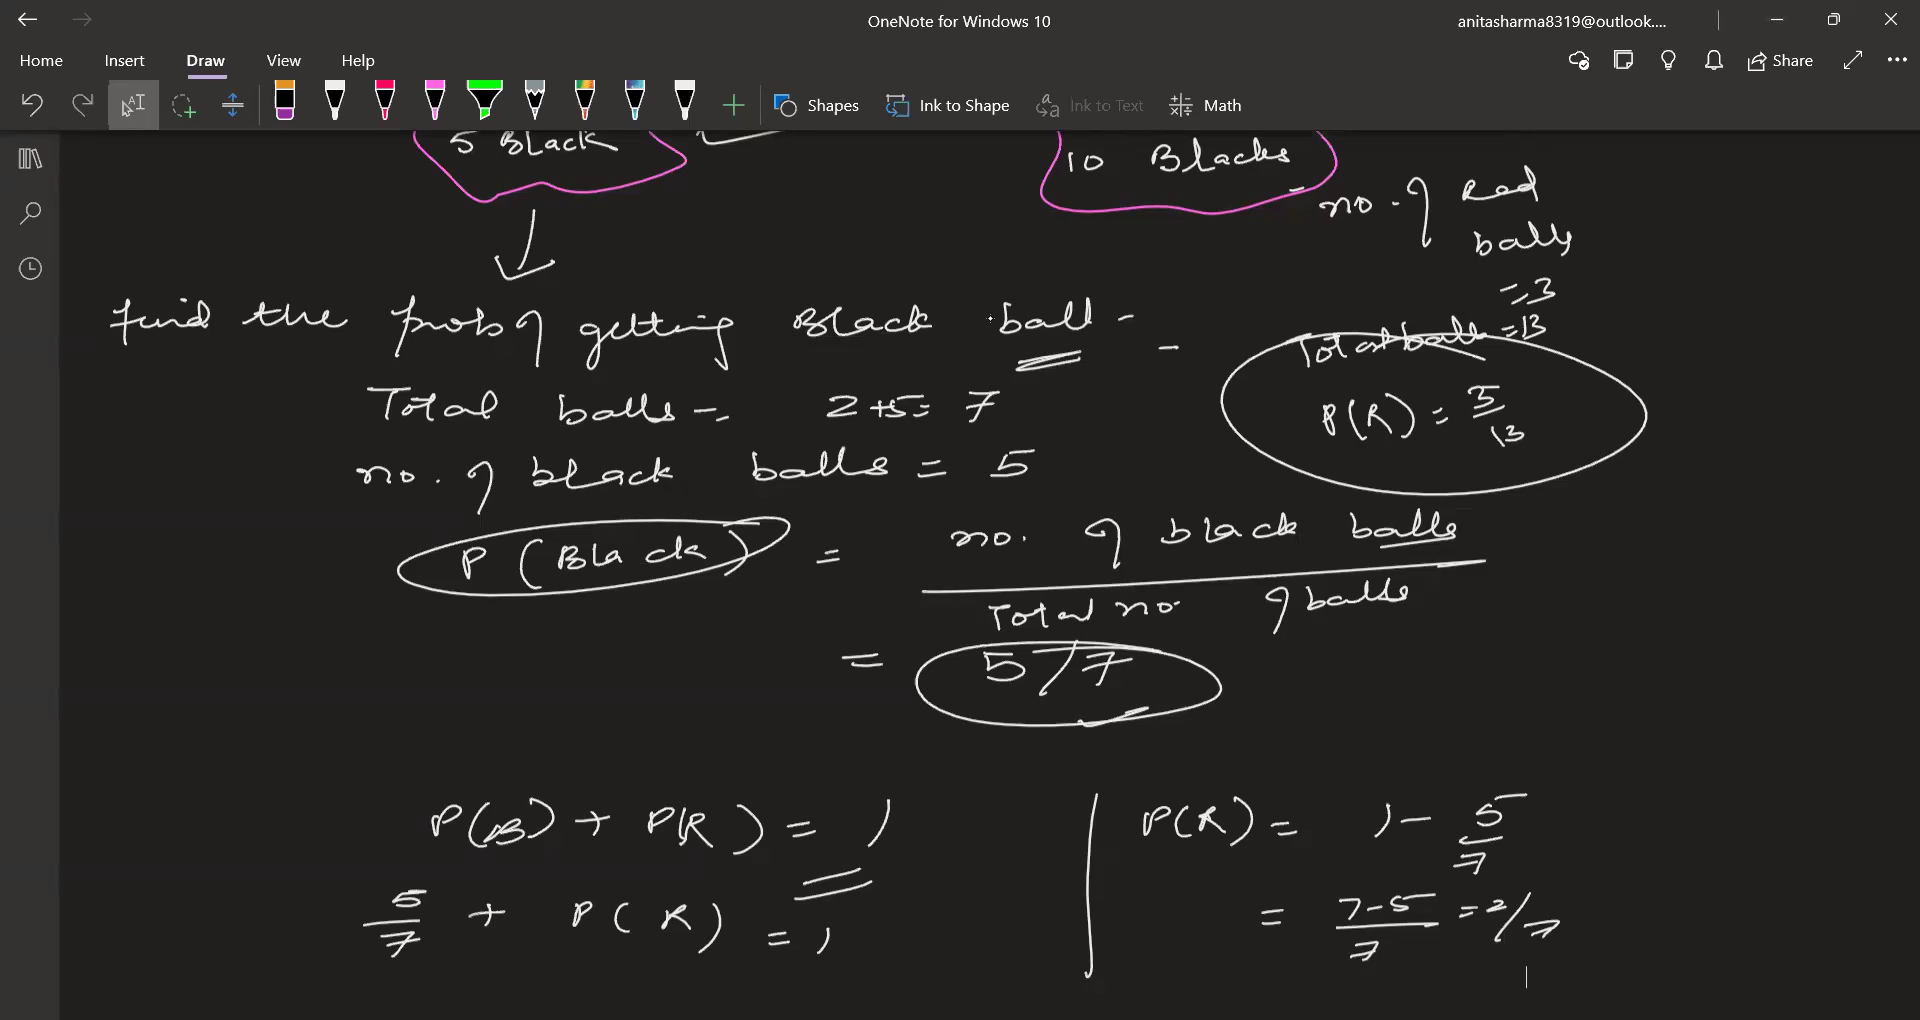 OneNote for Windows 10
anitasharma8319@outlook....
Home Insert Draw View Help
Share
Shapes Ink to Shape Ink to Text Math
5 Black
10 Blacks
no. of Red
balls
= 3
Total balls = 13
P(R) = 3/13
find the prob of getting Black ball -
Total balls = 2+5= 7
no. of black balls = 5
P (Black) = no. of black balls
Total no of balls
= 5/7
P(B) + P(R) = 1
5/7 + P(R) = 1
P(R) = 1 - 5/7
= 7-5/7 = 2/7